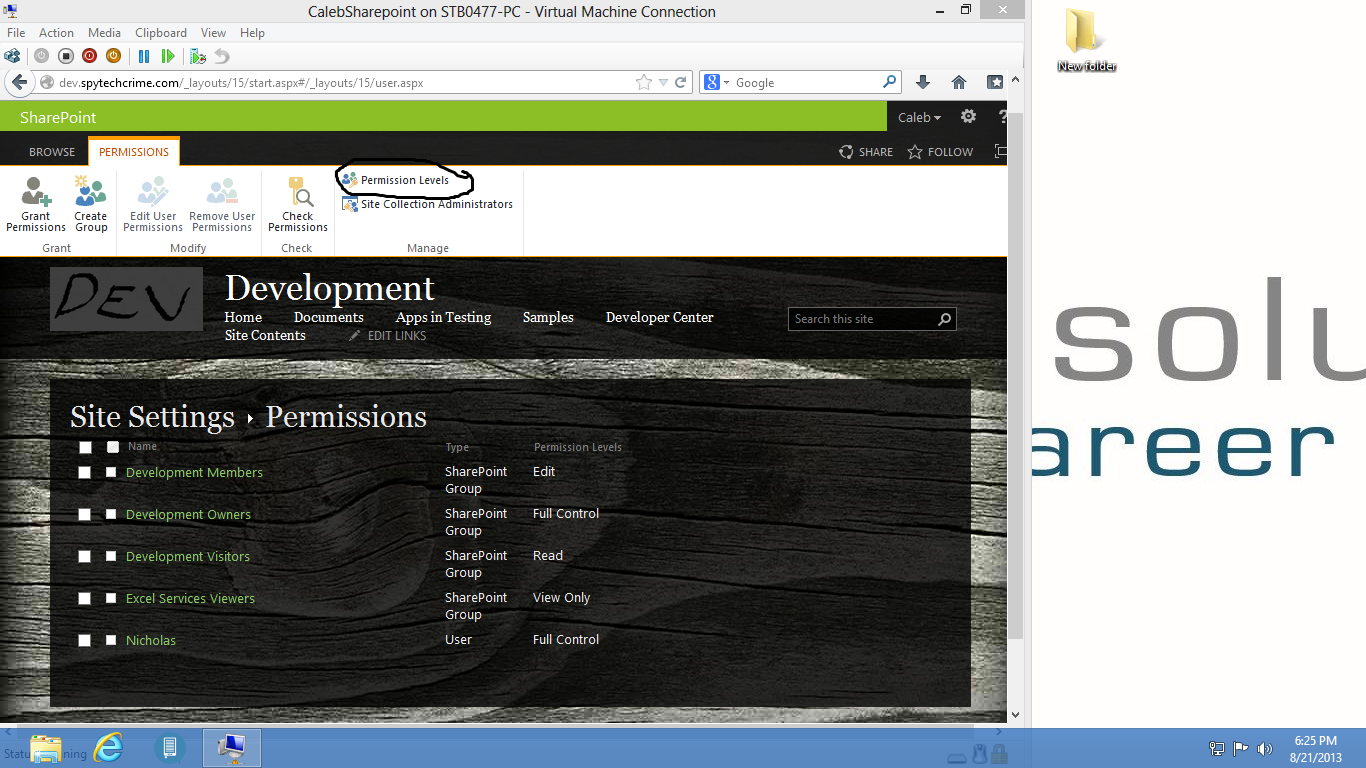 CalebSharepoint on STB0477-PC - Virtual Machine Connection
File Action Media Clipboard View Help
dev.spytechcrime.com/_layouts/15/start.aspx#/_layouts/15/user.aspx
Google
New folder
SharePoint
Caleb
?
BROWSE PERMISSIONS
SHARE FOLLOW
Permission Levels
Site Collection Administrators
Grant Permissions
Create Group
Edit User Permissions
Remove User Permissions
Check Permissions
Grant Modify Check Manage
DEV
Development
Home Documents Apps in Testing Samples Developer Center
Site Contents EDIT LINKS
Search this site
solu
areer
Site Settings Permissions
Name Type Permission Levels
Development Members SharePoint Group Edit
Development Owners SharePoint Group Full Control
Development Visitors SharePoint Group Read
Excel Services Viewers SharePoint Group View Only
Nicholas User Full Control
6:25 PM
8/21/2013